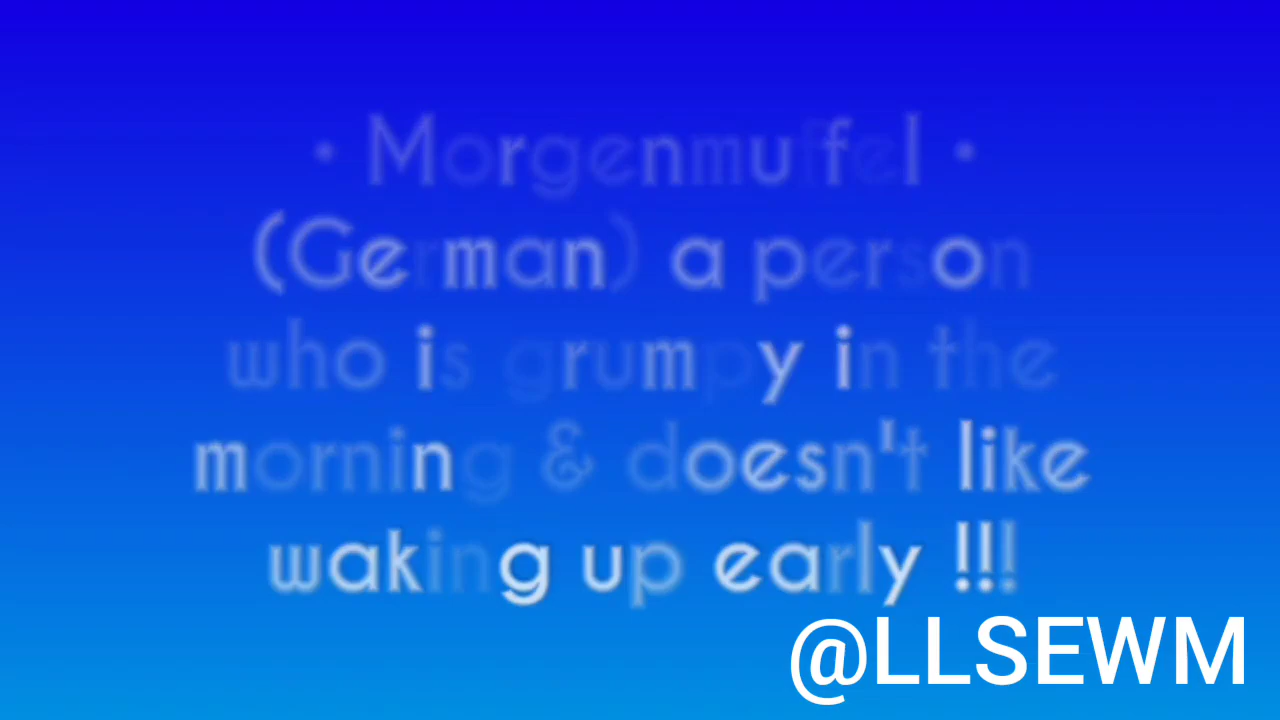 • Morgenmuffel •
(German) a person
who is grumpy in the
morning & doesn't like
waking up early !!!
@LLSEWM